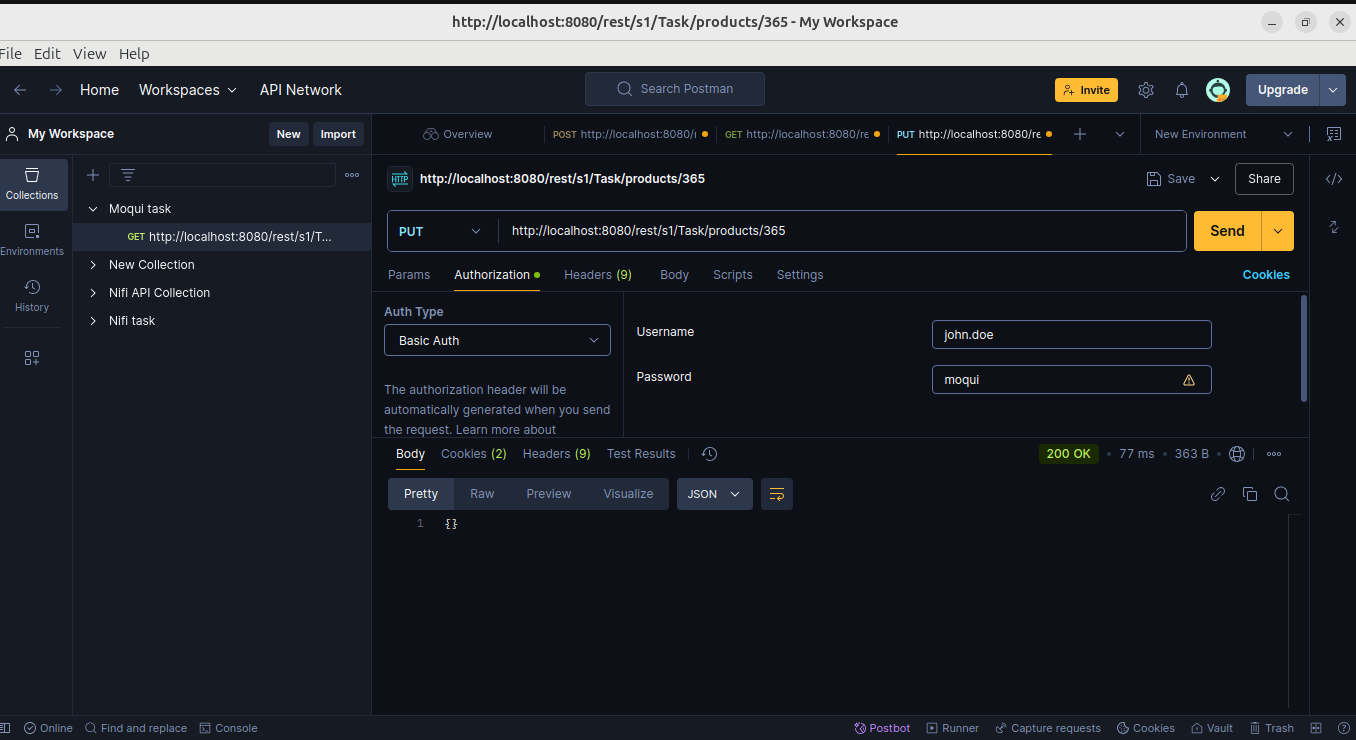 http://localhost:8080/rest/s1/Task/products/365 - My Workspace
File Edit View Help
Home Workspaces API Network Search Postman Invite Upgrade
My Workspace New Import
Overview POST http://localhost:8080/r GET http://localhost:8080/re PUT http://localhost:8080/re New Environment
Collections
Environments
History
Moqui task
GET http://localhost:8080/rest/s1/T...
New Collection
Nifi API Collection
Nifi task
HTTP http://localhost:8080/rest/s1/Task/products/365 Save Share
PUT http://localhost:8080/rest/s1/Task/products/365 Send
Params Authorization Headers (9) Body Scripts Settings Cookies
Auth Type
Basic Auth
The authorization header will be
automatically generated when you send
the request. Learn more about
Username john.doe
Password moqui
Body Cookies (2) Headers (9) Test Results 200 OK • 77 ms • 363 B •
Pretty Raw Preview Visualize JSON
1 {}
Online Find and replace Console Postbot Runner Capture requests Cookies Vault Trash